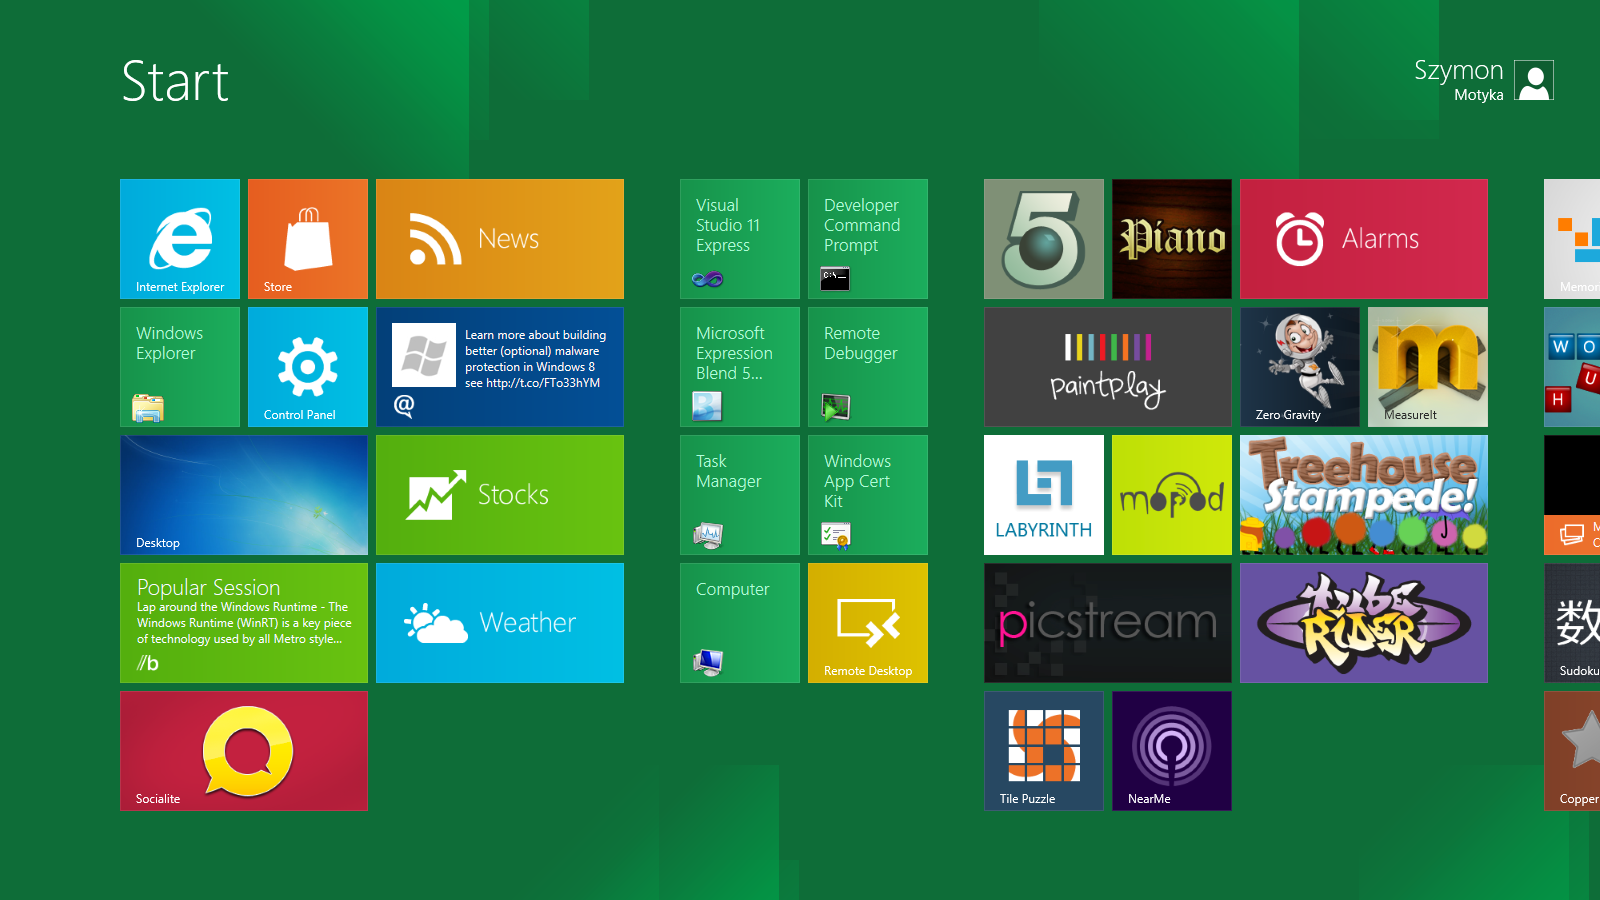 Start
Szymon
Motyka
Internet Explorer
Store
News
Windows
Explorer
Control Panel
Learn more about building
better (optional) malware
protection in Windows 8
see http://t.co/FTo33hYM
@
Desktop
Stocks
Popular Session
Lap around the Windows Runtime - The
Windows Runtime (WinRT) is a key piece
of technology used by all Metro style...
//b
Weather
Socialite
Visual
Studio 11
Express
Developer
Command
Prompt
C:\._
Microsoft
Expression
Blend 5...
Remote
Debugger
Task
Manager
Windows
App Cert
Kit
Computer
Remote Desktop
5
Piano
Alarms
paintplay
Zero Gravity
m
MeasureIt
LABYRINTH
mopod
Treehouse
Stampede!
J
picstream
tube
RiDER
Tile Puzzle
NearMe
Memor
W O
U
H
M
C
数
Sudoku
Copper